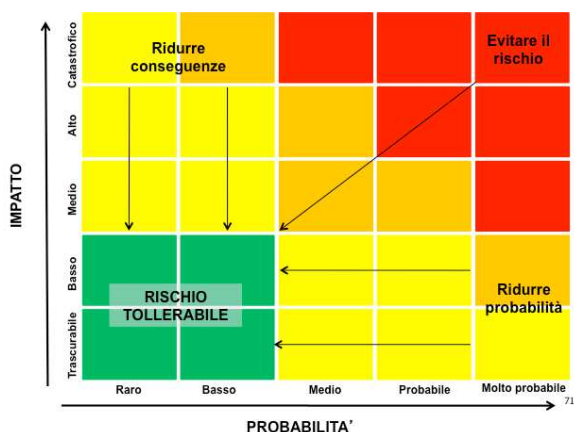 Catastrofico
Ridurre
conseguenze
Evitare il
rischio
Alto
IMPATTO
Medio
Basso
RISCHIO
TOLLERABILE
Ridurre
probabilità
Trascurabile
Raro
Basso
Medio
Probabile
Molto probabile
71
PROBABILITA'